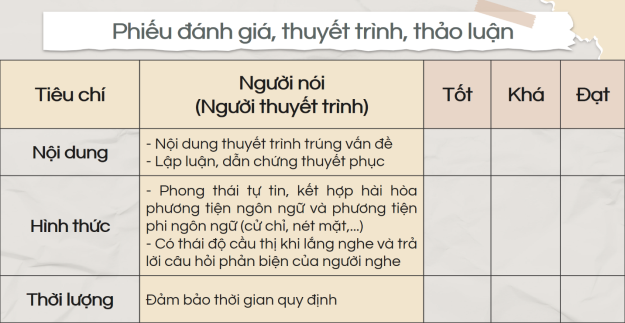 Phiếu đánh giá, thuyết trình, thảo luận
Tiêu chí
Người nói
(Người thuyết trình)
Tốt
Khá
Đạt
Nội dung
- Nội dung thuyết trình trúng vấn đề
- Lập luận, dẫn chứng thuyết phục
Hình thức
- Phong thái tự tin, kết hợp hài hòa
phương tiện ngôn ngữ và phương tiện
phi ngôn ngữ (cử chỉ, nét mặt,...)
- Có thái độ cầu thị khi lắng nghe và trả
lời câu hỏi phản biện của người nghe
Thời lượng
Đảm bảo thời gian quy định